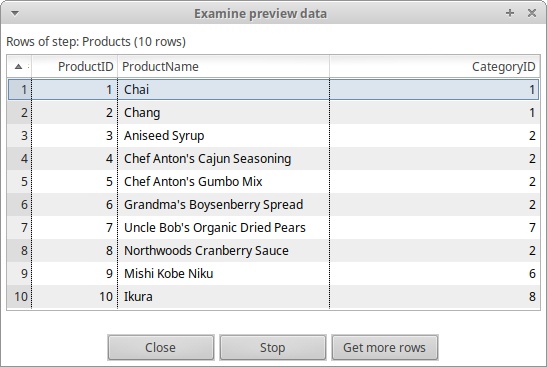 Examine preview data
Rows of step: Products (10 rows)
ProductID ProductName CategoryID
1 1 Chai 1
2 2 Chang 1
3 3 Aniseed Syrup 2
4 4 Chef Anton's Cajun Seasoning 2
5 5 Chef Anton's Gumbo Mix 2
6 6 Grandma's Boysenberry Spread 2
7 7 Uncle Bob's Organic Dried Pears 7
8 8 Northwoods Cranberry Sauce 2
9 9 Mishi Kobe Niku 6
10 10 Ikura 8
Close Stop Get more rows